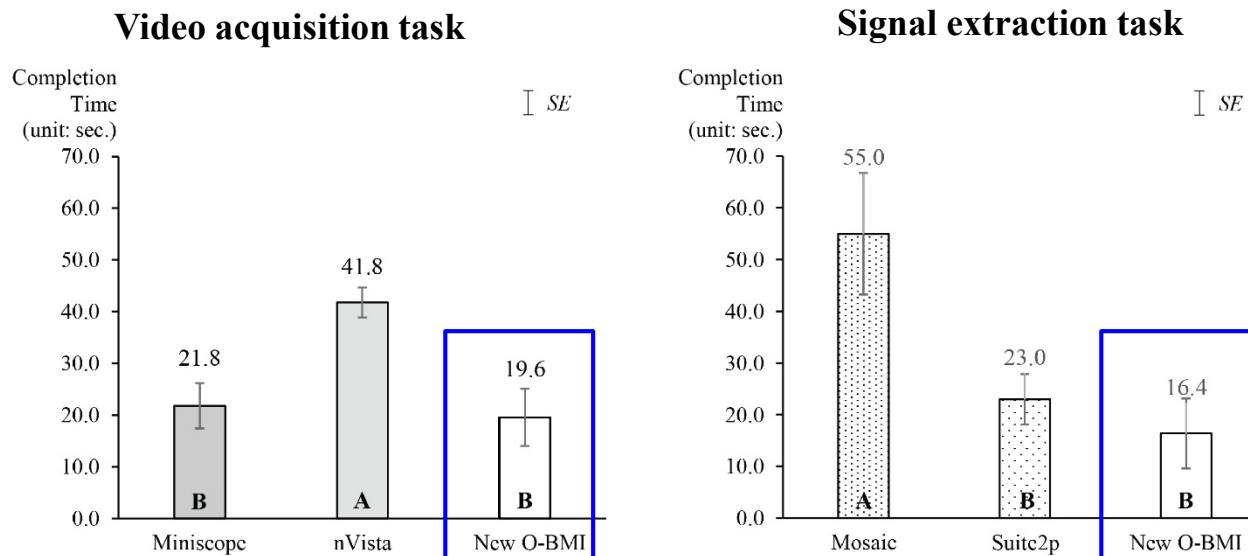 Video acquisition task
Completion
Time
(unit: sec.)
SE
70.0
60.0
50.0
40.0
30.0
20.0
10.0
0.0
21.8
41.8
19.6
B
A
B
Miniscope
nVista
New O-BMI
Signal extraction task
Completion
Time
(unit: sec.)
SE
70.0
60.0
50.0
40.0
30.0
20.0
10.0
0.0
55.0
23.0
16.4
A
B
B
Mosaic
Suite2p
New O-BMI